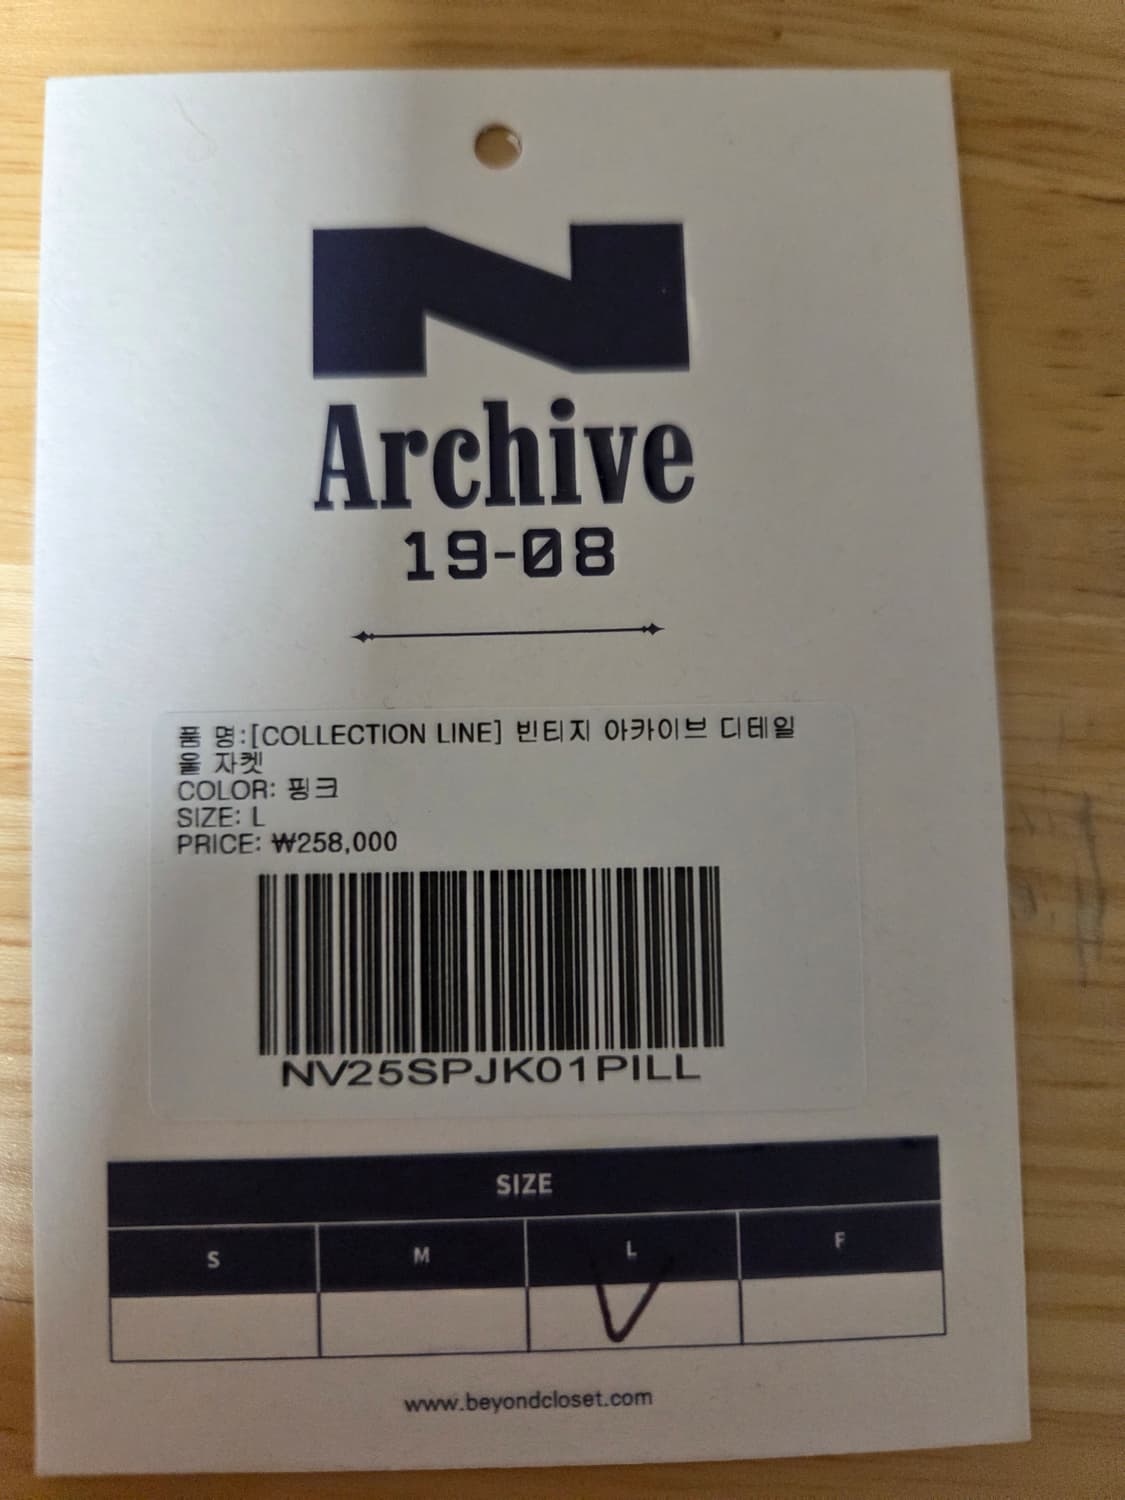 N
Archive
19-08
품 명:[COLLECTION LINE] 빈티지 아카이브 디테일
울 자켓
COLOR: 핑크
SIZE: L
PRICE: ₩258,000
NV25SPJK01PILL
SIZE
S M L F
www.beyondcloset.com